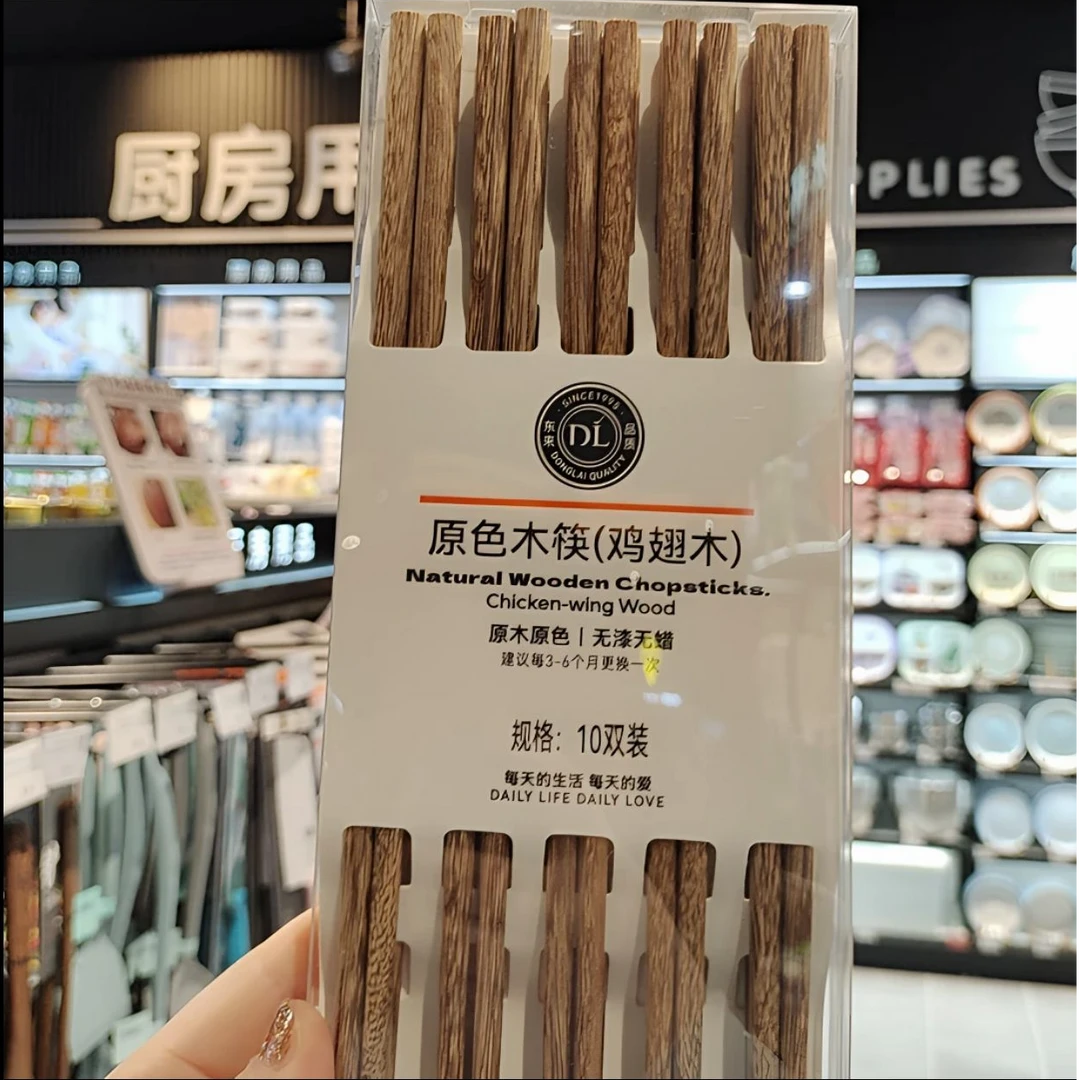 厨房用
PPLIES
SINCE 1998
东来
DL
品质
DONGLAI QUALITY
原色木筷(鸡翅木)
Natural Wooden Chopsticks.
Chicken-wing Wood
原木原色 | 无漆无蜡
建议每3-6个月更换一次
规格：10双装
每天的生活 每天的爱
DAILY LIFE DAILY LOVE